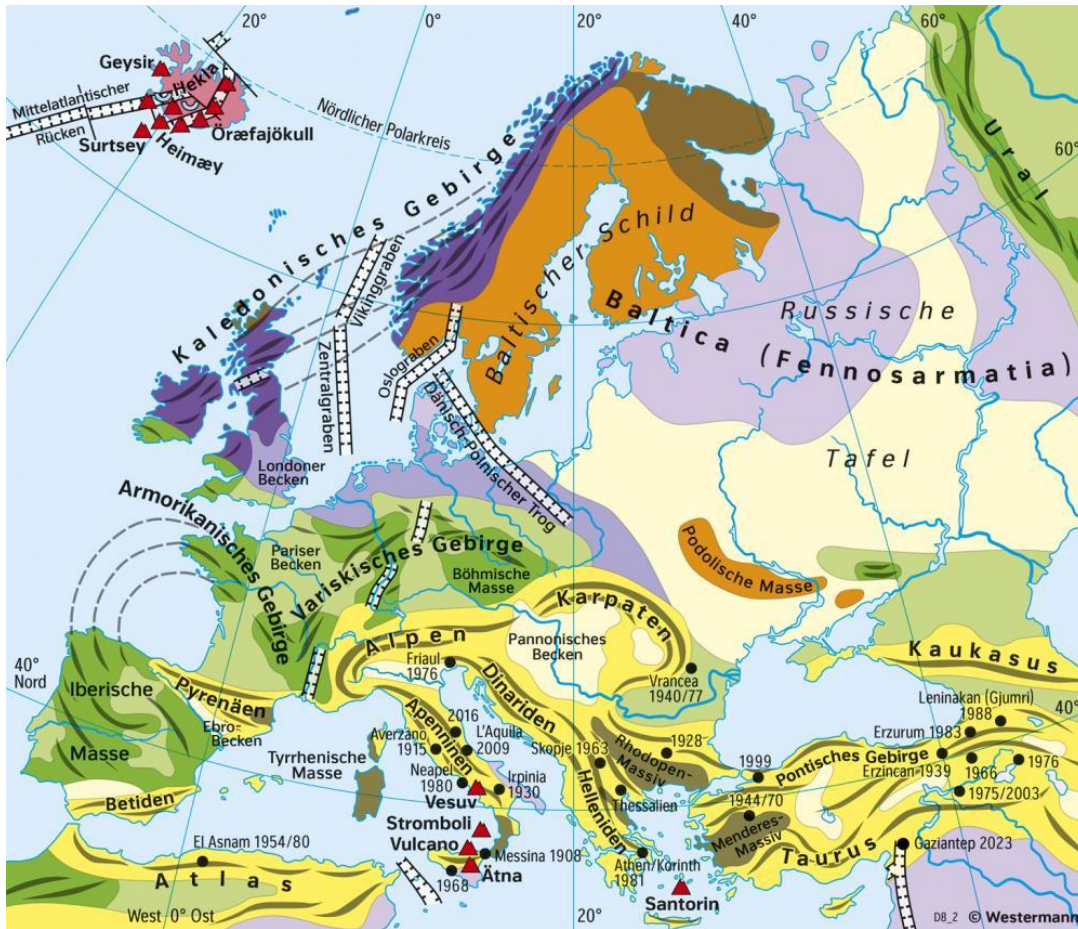 20°
0°
20°
40°
60°
Geysir
Hekla
Mittelatlantischer
Rücken
Öræfajökull
Surtsey
Heimæy
Nördlicher Polarkreis
Ural
60°
Kaledonisches Gebirge
Vikinggraben
Zentralgraben
Oslograben
Baltischer Schild
Baltica (Fennosarmatia)
Russische
Tafel
Dänisch-Polnischer Trog
Londoner
Becken
Armorikanisches Gebirge
Pariser
Becken
Variskisches Gebirge
Böhmische
Masse
Podolische Masse
Karpaten
Alpen
Pannonisches
Becken
Friaul
1976
Dinariden
Vrancea
1940/77
Kaukasus
40°
Nord
Iberische
Masse
Pyrenäen
Ebro-
Becken
Betiden
Apenninen
2016
L'Aquila
2009
Averzano
1915
Tyrrhenische
Masse
Neapel
1980
Irpinia
1930
Vesuv
Stromboli
Vulcano
Messina 1908
Ätna
1968
Skopje 1963
Rhodopen-
Massiv
1928
Helleniden
Thessalien
Athen/Korinth
1981
Santorin
1999
Pontisches Gebirge
Leninakan (Gjumri)
1988
40°
Erzurum 1983
Erzincan 1939
1966
1976
1975/2003
1944/70
Menderes-
Massiv
Taurus
Gaziantep 2023
El Asnam 1954/80
Atlas
West 0° Ost
20°
D8_2 © Westermann